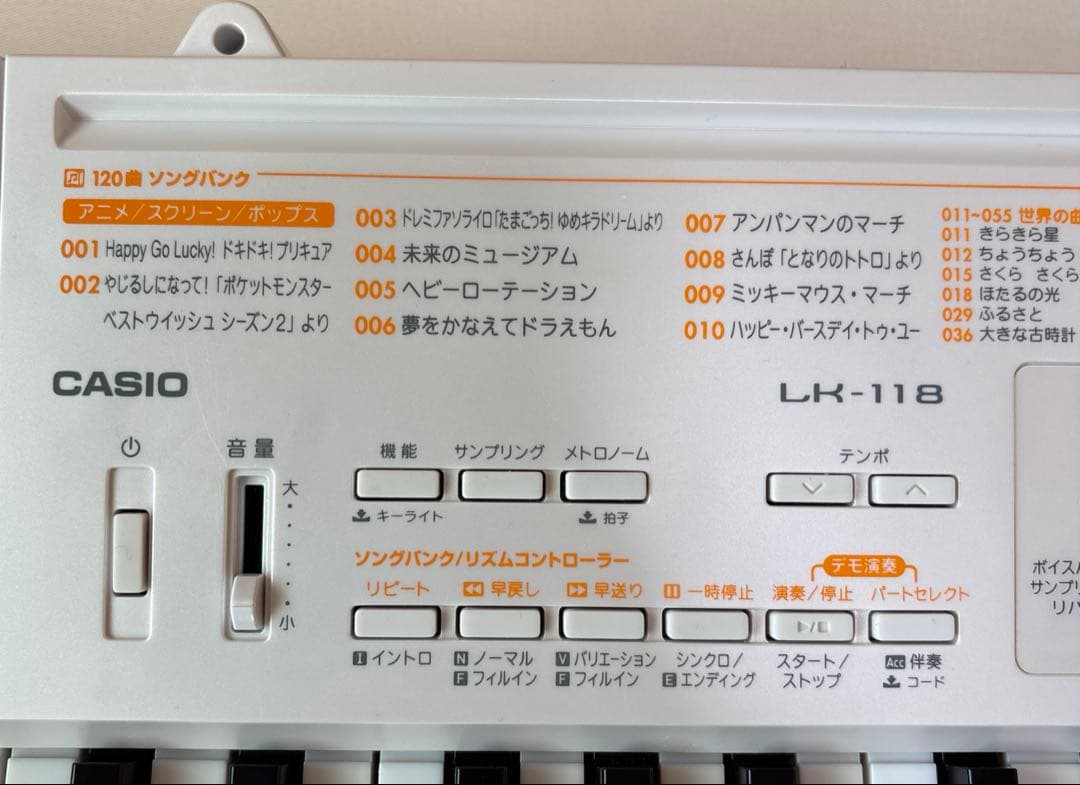 120曲 ソングバンク
アニメ/スクリーン/ポップス
001 Happy Go Lucky! ドキドキ!プリキュア
002 やじるしになって!「ポケットモンスター
ベストウイッシュ シーズン2」より
003 ドレミファソライロ「たまごっち! ゆめキラドリーム」より
004 未来のミュージアム
005 ヘビーローテーション
006 夢をかなえてドラえもん
007 アンパンマンのマーチ
008 さんぽ「となりのトトロ」より
009 ミッキーマウス・マーチ
010 ハッピー・バースデイ・トゥ・ユー
011~055 世界の曲
011 きらきら星
012 ちょうちょう
015 さくら さくら
018 ほたるの光
029 ふるさと
036 大きな古時計
CASIO
LK-118
音量
大
小
機能
サンプリング
メトロノーム
テンポ
キーライト
拍子
ソングバンク/リズムコントローラー
デモ演奏
リピート
早戻し
早送り
一時停止
演奏/停止
パートセレクト
I イントロ
N ノーマル
F フィルイン
V バリエーション
F フィルイン
シンクロ/
E エンディング
スタート/
ストップ
Acc 伴奏
コード
ボイス/
サンプリ
リバ